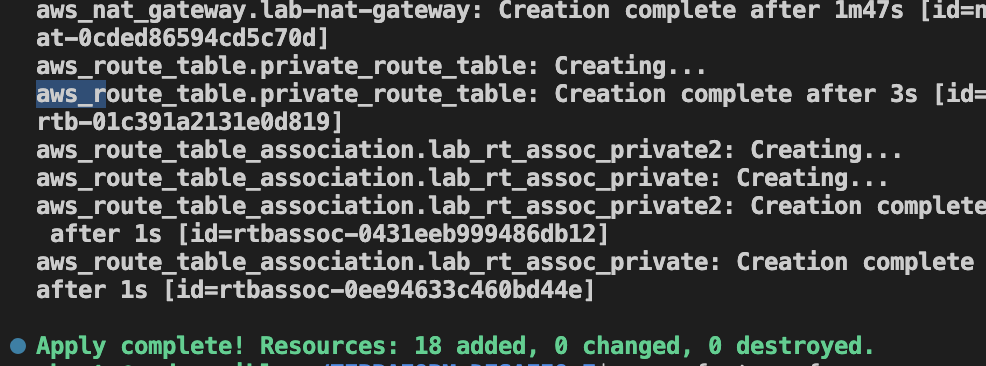 aws_nat_gateway.lab-nat-gateway: Creation complete after 1m47s [id=n
at-0cded86594cd5c70d]
aws_route_table.private_route_table: Creating...
aws_route_table.private_route_table: Creation complete after 3s [id=
rtb-01c391a2131e0d819]
aws_route_table_association.lab_rt_assoc_private2: Creating...
aws_route_table_association.lab_rt_assoc_private: Creating...
aws_route_table_association.lab_rt_assoc_private2: Creation complete
after 1s [id=rtbassoc-0431eeb999486db12]
aws_route_table_association.lab_rt_assoc_private: Creation complete
after 1s [id=rtbassoc-0ee94633c460bd44e]
Apply complete! Resources: 18 added, 0 changed, 0 destroyed.